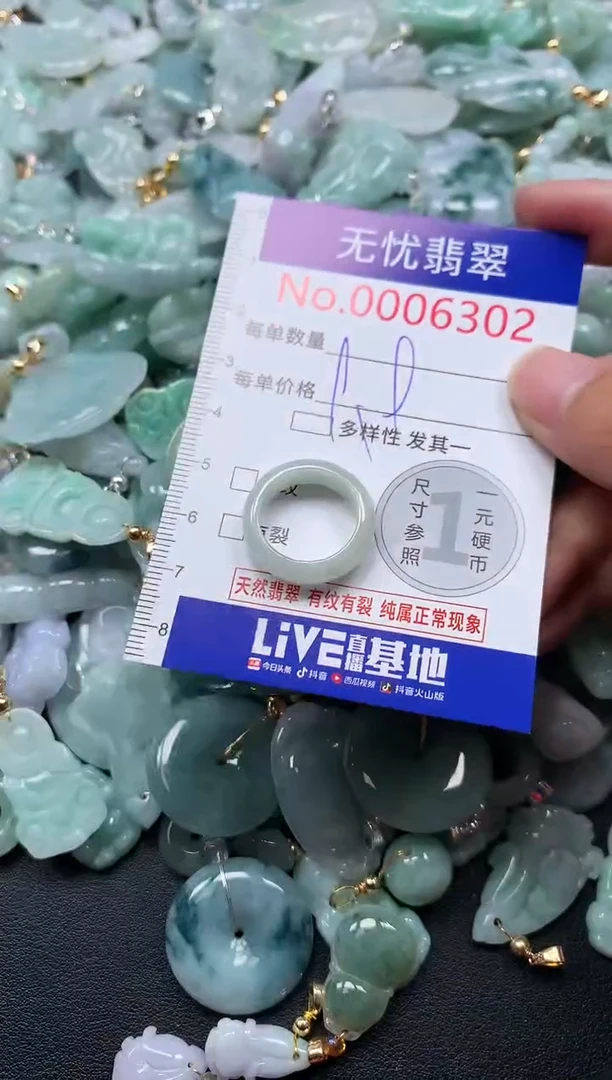 无忧翡翠
No.0006302
每单数量
每单价格
多样性 发其一
有裂
尺寸参照
1
一元硬币
天然翡翠 有纹有裂 纯属正常现象
LiVE直播基地
今日头条 抖音 西瓜视频 抖音火山版
3
4
5
6
7
8